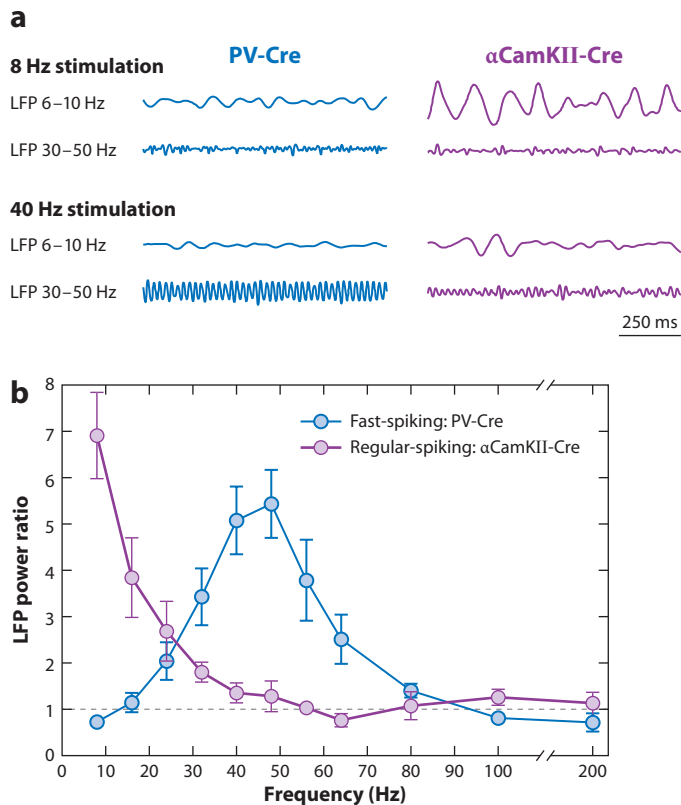 a
PV-Cre αCamKII-Cre
8 Hz stimulation
LFP 6–10 Hz
LFP 30–50 Hz
40 Hz stimulation
LFP 6–10 Hz
LFP 30–50 Hz
250 ms
b
8
7
6
5
4
3
2
1
0
LFP power ratio
Fast-spiking: PV-Cre
Regular-spiking: αCamKII-Cre
0 10 20 30 40 50 60 70 80 90 100 200
Frequency (Hz)